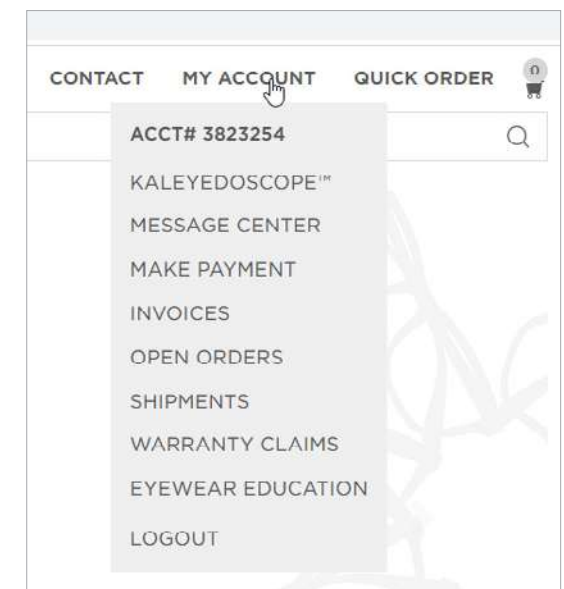 CONTACT MY ACCOUNT QUICK ORDER 0
ACCT# 3823254
KALEYEDOSCOPE™
MESSAGE CENTER
MAKE PAYMENT
INVOICES
OPEN ORDERS
SHIPMENTS
WARRANTY CLAIMS
EYEWEAR EDUCATION
LOGOUT